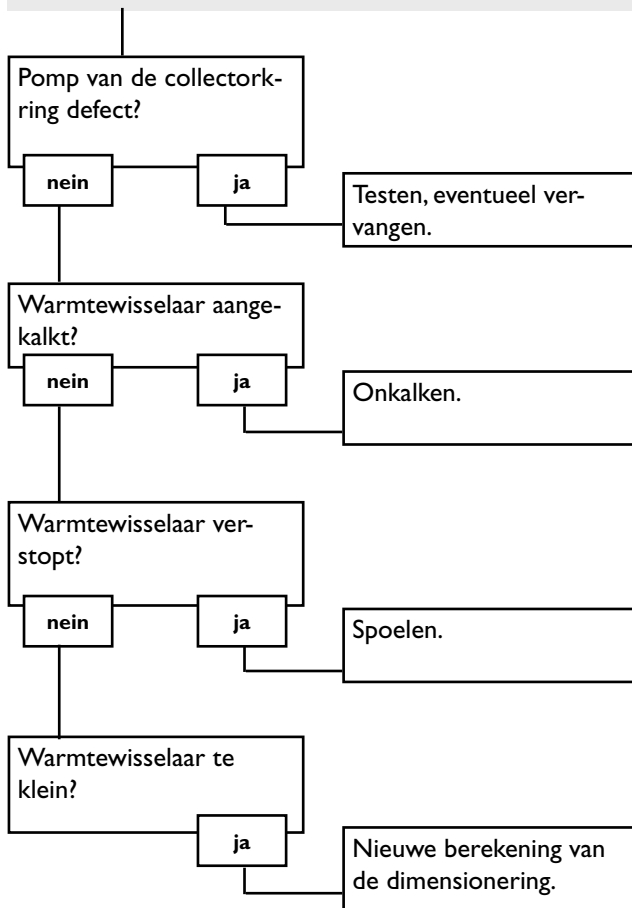 Pomp van de collectork-
ring defect?
nein
ja
Testen, eventueel ver-
vangen.
Warmtewisselaar aange-
kalkt?
nein
ja
Onkalken.
Warmtewisselaar ver-
stopt?
nein
ja
Spoelen.
Warmtewisselaar te
klein?
ja
Nieuwe berekening van
de dimensionering.